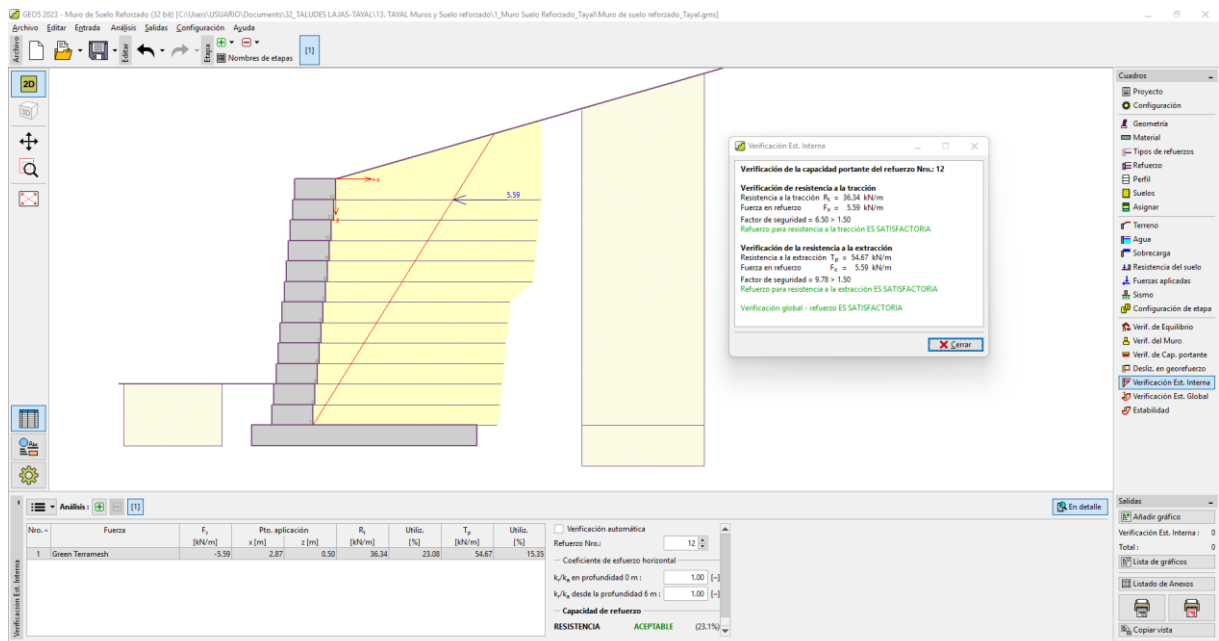 GEO5 2023 - Muro de Suelo Reforzado (32 bit) [C:\Users\USUARIO\Documents\32_TALUDES LAJAS-TAYAL\13. TAYAL Muros y Suelo reforzado\1_Muro Suelo Reforzado_Tayal\Muro de suelo reforzado_Tayal.gms]
Archivo Editar Entrada Análisis Salidas Configuración Ayuda
Archivo
Editar
Etapa
Nombres de etapas
[1]
2D
3D
+x
z
5.59
Verificación Est. Interna
Verificación de la capacidad portante del refuerzo Nro.: 12
Verificación de resistencia a la tracción
Resistencia a la tracción Rt = 36.34 kN/m
Fuerza en refuerzo Fx = 5.59 kN/m
Factor de seguridad = 6.50 > 1.50
Refuerzo para resistencia a la tracción ES SATISFACTORIA
Verificación de la resistencia a la extracción
Resistencia a la extracción Tp = 54.67 kN/m
Fuerza en refuerzo Fx = 5.59 kN/m
Factor de seguridad = 9.78 > 1.50
Refuerzo para resistencia a la extracción ES SATISFACTORIA
Verificación global - refuerzo ES SATISFACTORIA
Cerrar
Cuadros
Proyecto
Configuración
Geometría
Material
Tipos de refuerzos
Refuerzo
Perfil
Suelos
Asignar
Terreno
Agua
Sobrecarga
Resistencia del suelo
Fuerzas aplicadas
Sismo
Configuración de etapa
Verif. de Equilibrio
Verif. del Muro
Verif. de Cap. portante
Desliz. en georefuerzo
Verificación Est. Interna
Verificación Est. Global
Estabilidad
Análisis : [1]
En detalle
Verificación Est. Interna
Nro. Fuerza Fx Pto. aplicación Rt Utiliz. Tp Utiliz.
[kN/m] x [m] z [m] [kN/m] [%] [kN/m] [%]
1 Green Terramesh -5.59 2.87 0.50 36.34 23.08 54.67 15.35
Verificación automática
Refuerzo Nro.: 12
Coeficiente de esfuerzo horizontal
kr/ka en profundidad 0 m : 1.00 [–]
kr/ka desde la profundidad 6 m : 1.00 [–]
Capacidad de refuerzo
RESISTENCIA ACEPTABLE (23.1%)
Salidas
Añadir gráfico
Verificación Est. Interna : 0
Total : 0
Lista de gráficos
Listado de Anexos
Copiar vista